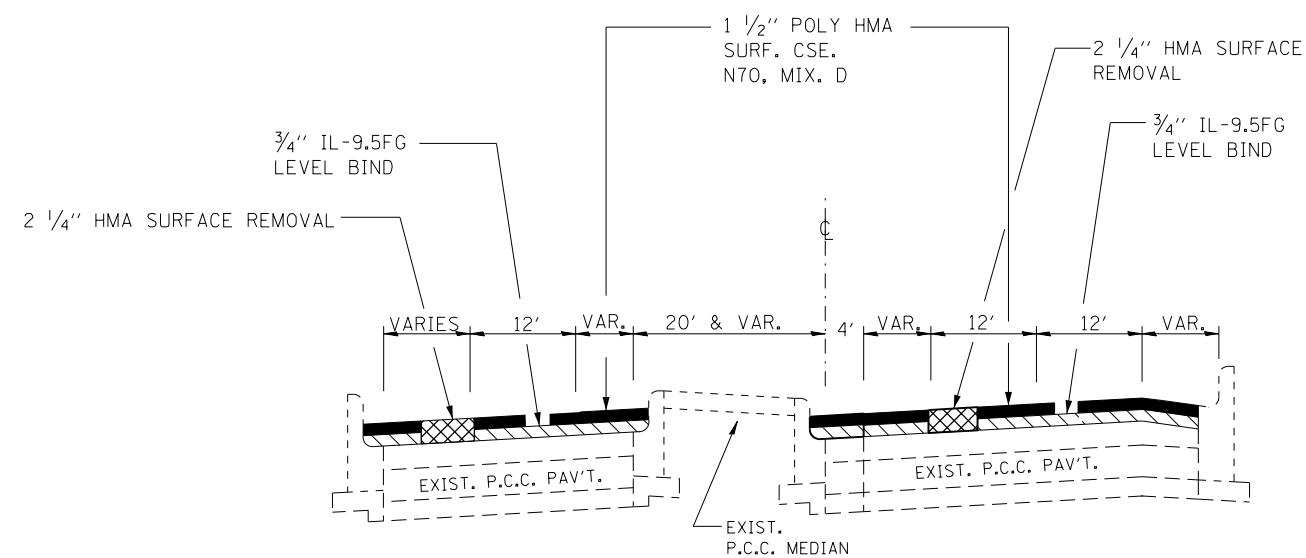 1 1/2'' POLY HMA
SURF. CSE.
N70, MIX. D
2 1/4'' HMA SURFACE
REMOVAL
3/4'' IL-9.5FG
LEVEL BIND
3/4'' IL-9.5FG
LEVEL BIND
2 1/4'' HMA SURFACE REMOVAL
℄
VARIES 12' VAR. 20' & VAR. 4' VAR. 12' 12' VAR.
EXIST. P.C.C. PAV'T.
EXIST. P.C.C. PAV'T.
EXIST.
P.C.C. MEDIAN